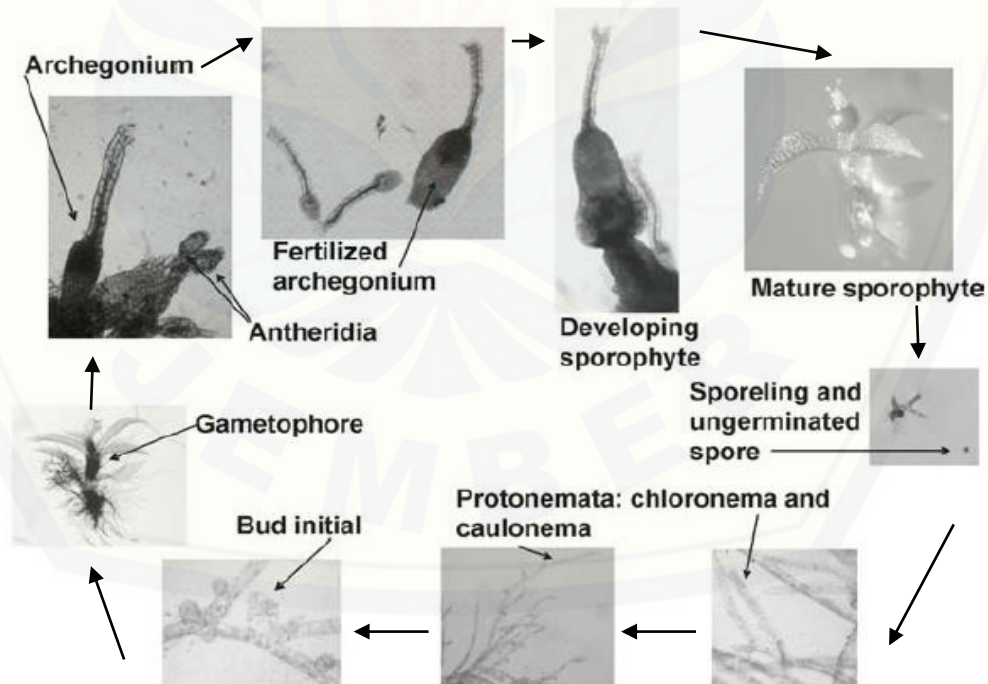 Archegonium
Fertilized
archegonium
Antheridia
Developing
sporophyte
Mature sporophyte
Sporeling and
ungerminated
spore
Gametophore
Protonemata: chloronema and
caulonema
Bud initial
JEMBER